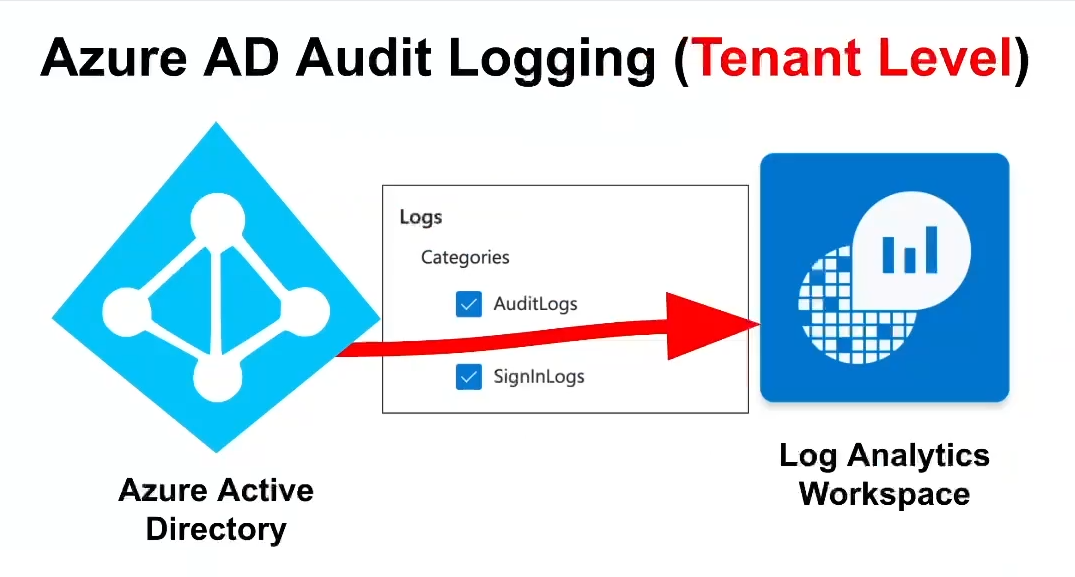 Azure AD Audit Logging (Tenant Level)
Logs
Categories
AuditLogs
SignInLogs
Azure Active
Directory
Log Analytics
Workspace